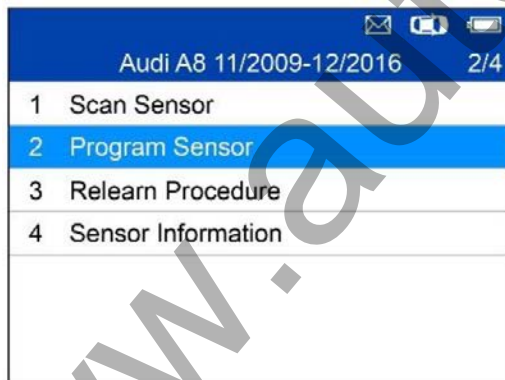 Audi A8 11/2009-12/2016 2/4
1 Scan Sensor
2 Program Sensor
3 Relearn Procedure
4 Sensor Information